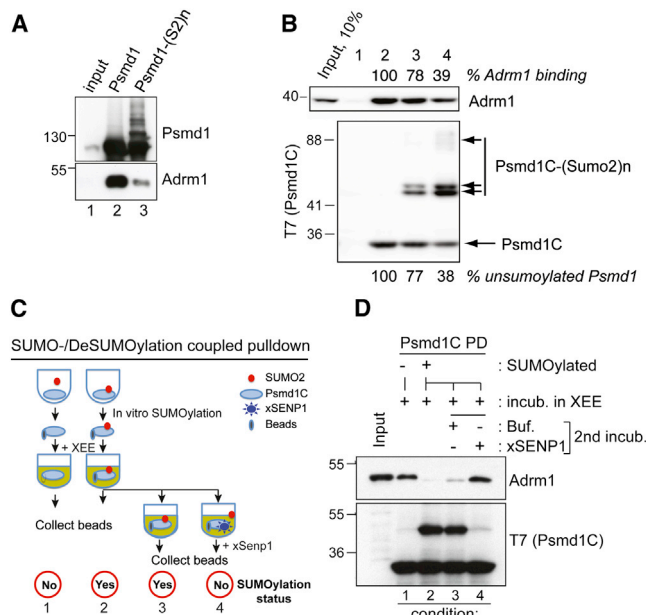 A
input
Psmd1
Psmd1-(S2)n
130
Psmd1
55
Adrm1
1 2 3
B
Input, 10%
1 2 3 4
100 78 39 % Adrm1 binding
40
Adrm1
T7 (Psmd1C)
88
Psmd1C-(Sumo2)n
41
36
Psmd1C
100 77 38 % unsumoylated Psmd1
C
SUMO-/DeSUMOylation coupled pulldown
SUMO2
Psmd1C
xSENP1
Beads
In vitro SUMOylation
+ XEE
Collect beads
+ xSenp1
Collect beads
No Yes Yes No SUMOylation
status
1 2 3 4
D
Psmd1C PD
- + : SUMOylated
+ + + + : incub. in XEE
Input
+ - : Buf.
- + : xSENP1
2nd incub.
55
Adrm1
55
T7 (Psmd1C)
36
1 2 3 4
condition: